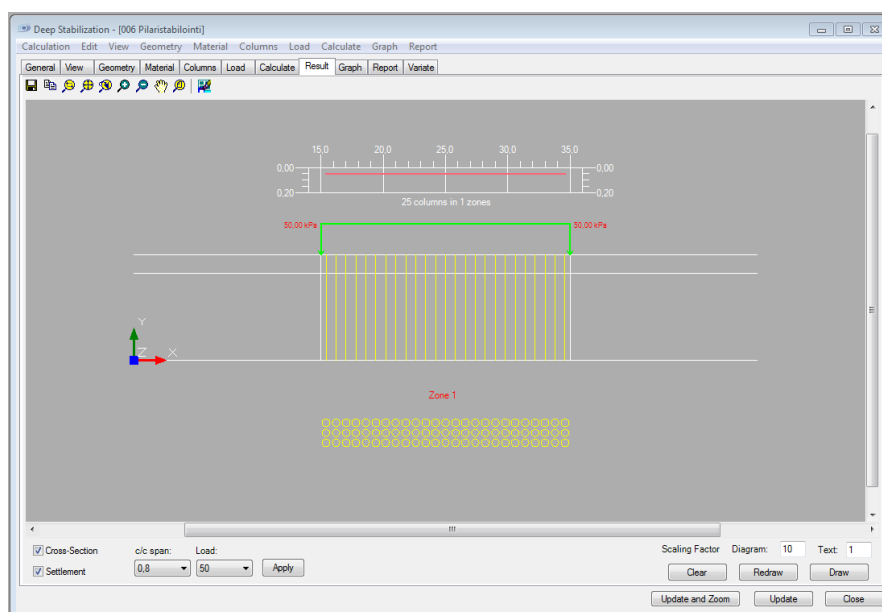 Deep Stabilization - [006 Pilaristabilointi]
Calculation Edit View Geometry Material Columns Load Calculate Graph Report
General View Geometry Material Columns Load Calculate Result Graph Report Variate
15,0 20,0 25,0 30,0 35,0
0,00 0,00
0,20 0,20
25 columns in 1 zones
50,00 kPa 50,00 kPa
Y
Z X
Zone 1
Cross-Section c/c span: Load: Scaling Factor Diagram: 10 Text: 1
Settlement 0,8 50 Apply Clear Redraw Draw
Update and Zoom Update Close